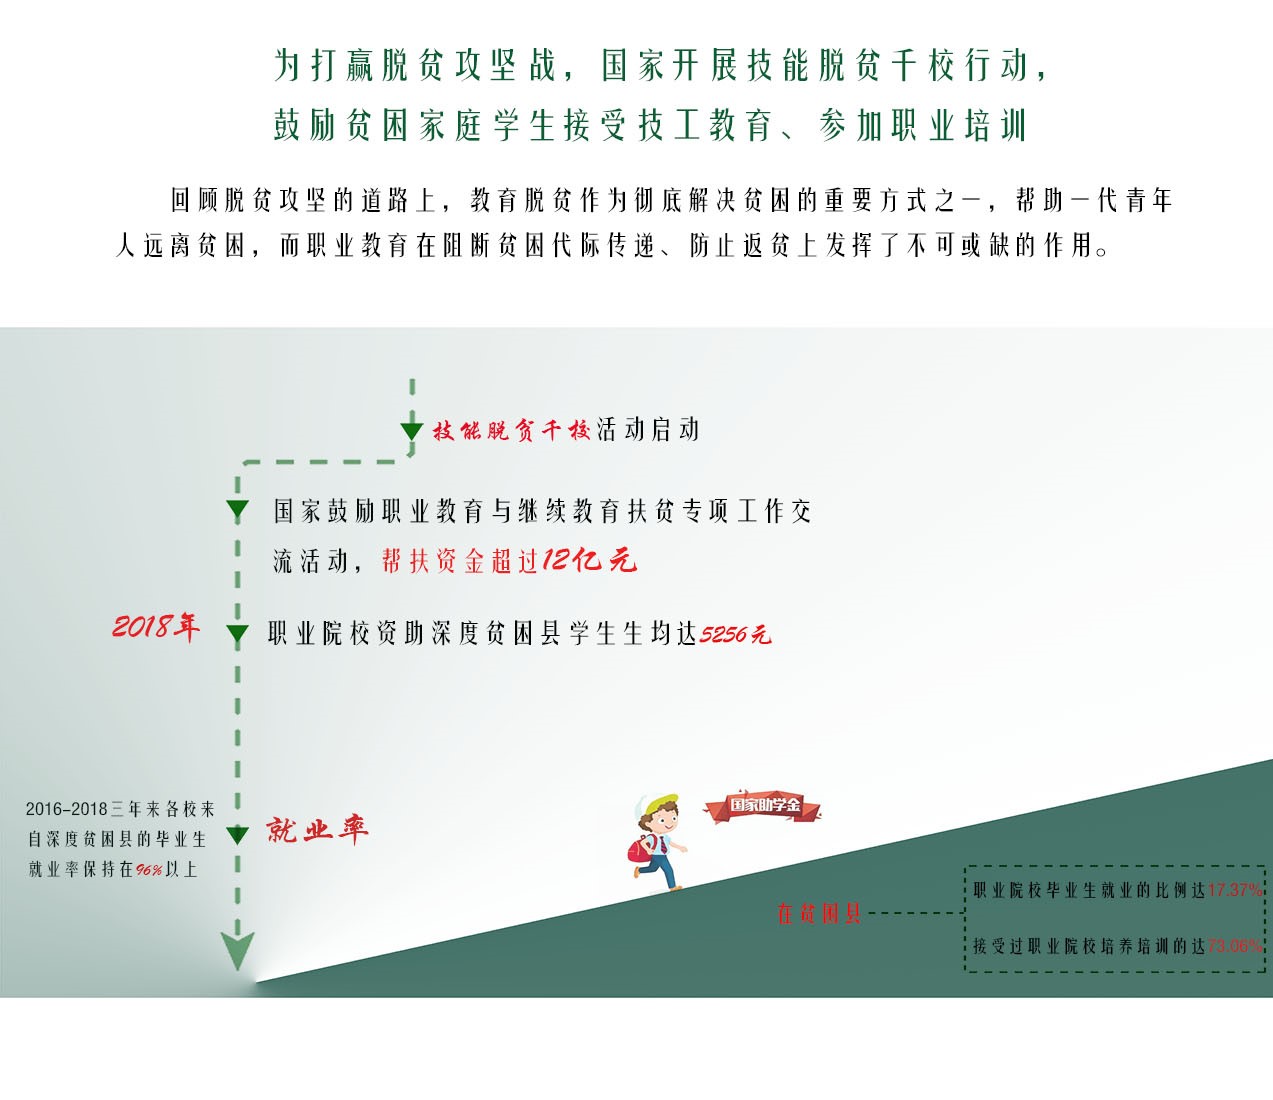 为打赢脱贫攻坚战，国家开展技能脱贫千校行动，
鼓励贫困家庭学生接受技工教育、参加职业培训
回顾脱贫攻坚的道路上，教育脱贫作为彻底解决贫困的重要方式之一，帮助一代青年
人远离贫困，而职业教育在阻断贫困代际传递、防止返贫上发挥了不可或缺的作用。
技能脱贫千校活动启动
国家鼓励职业教育与继续教育扶贫专项工作交
流活动，帮扶资金超过12亿元
2018年
职业院校资助深度贫困县学生生均达5256元
2016-2018三年来各校来
自深度贫困县的毕业生
就业率保持在96%以上
就业率
国家助学金
在贫困县
职业院校毕业生就业的比例达17.37%
接受过职业院校培养培训的达73.06%